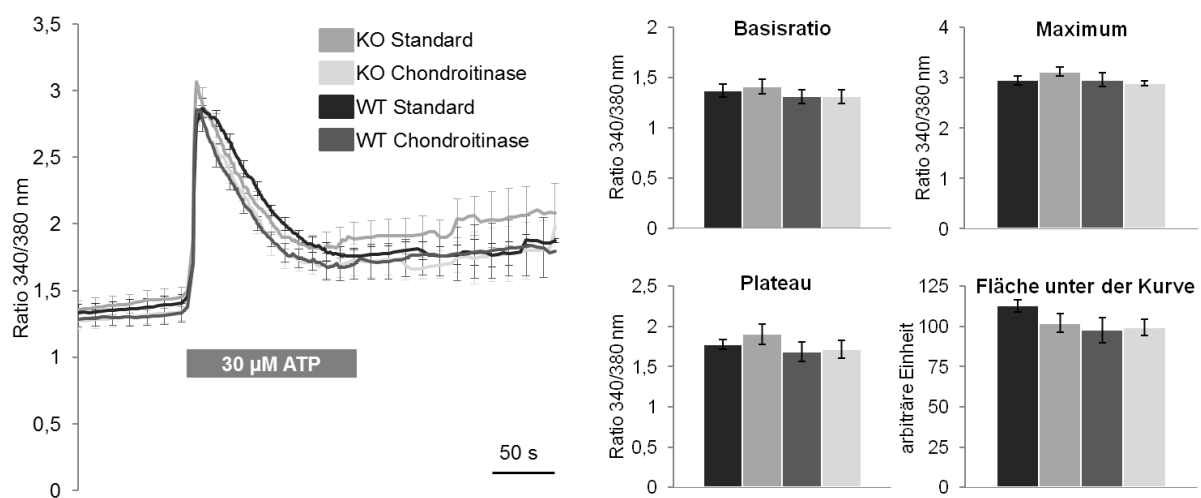 3,5
3
2,5
2
1,5
1
0,5
0
Ratio 340/380 nm
KO Standard
KO Chondroitinase
WT Standard
WT Chondroitinase
30 µM ATP
50 s
Basisratio
2
1,5
1
0,5
0
Ratio 340/380 nm
Maximum
4
3
2
1
0
Ratio 340/380 nm
Plateau
2,5
2
1,5
1
0,5
0
Ratio 340/380 nm
Fläche unter der Kurve
125
100
75
50
25
0
arbiträre Einheit